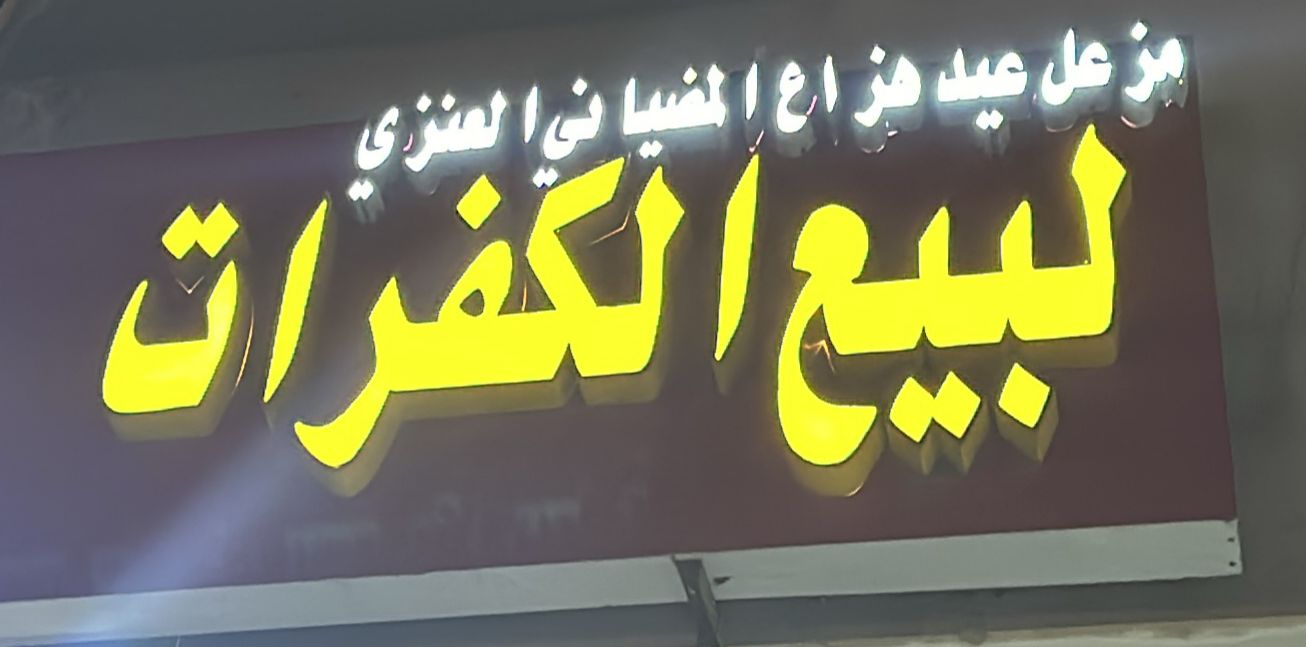 مزعل عيد هزاع المضياني العنزي
لبيع الكفرات